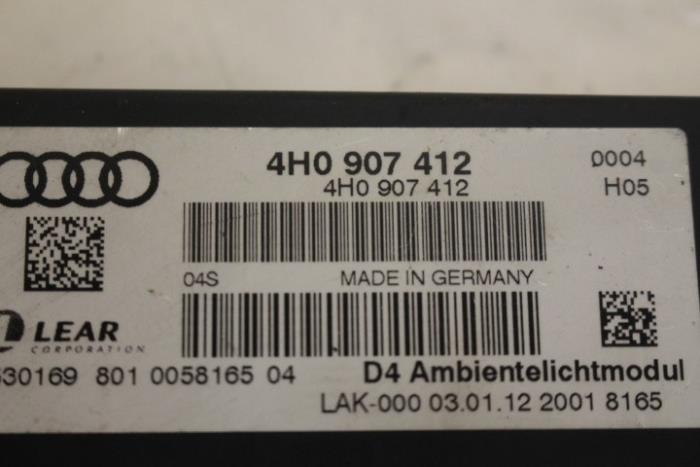 4H0 907 412
0004
4H0 907 412
H05
04S MADE IN GERMANY
LEAR
CORPORATION
630169 801 0058165 04 D4 Ambientelichtmodul
LAK-000 03.01.12 2001 8165